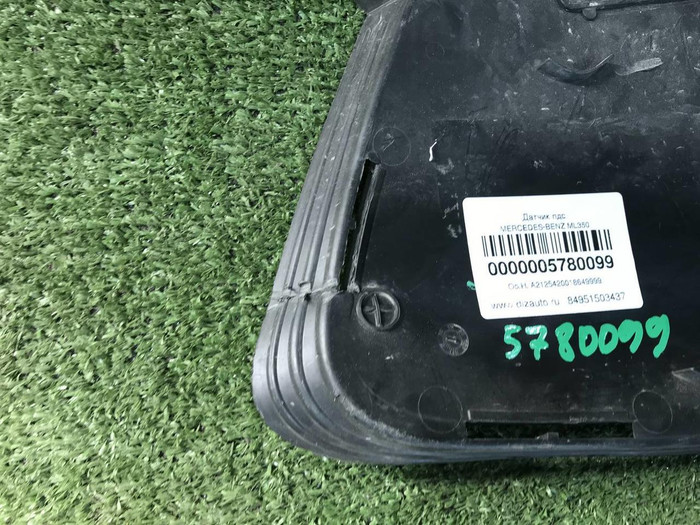 Датчик пдс
MERCEDES-BENZ ML350
0000005780099
Ориг. A2125420018649999
www.dizauto.ru 84951503437
5780099